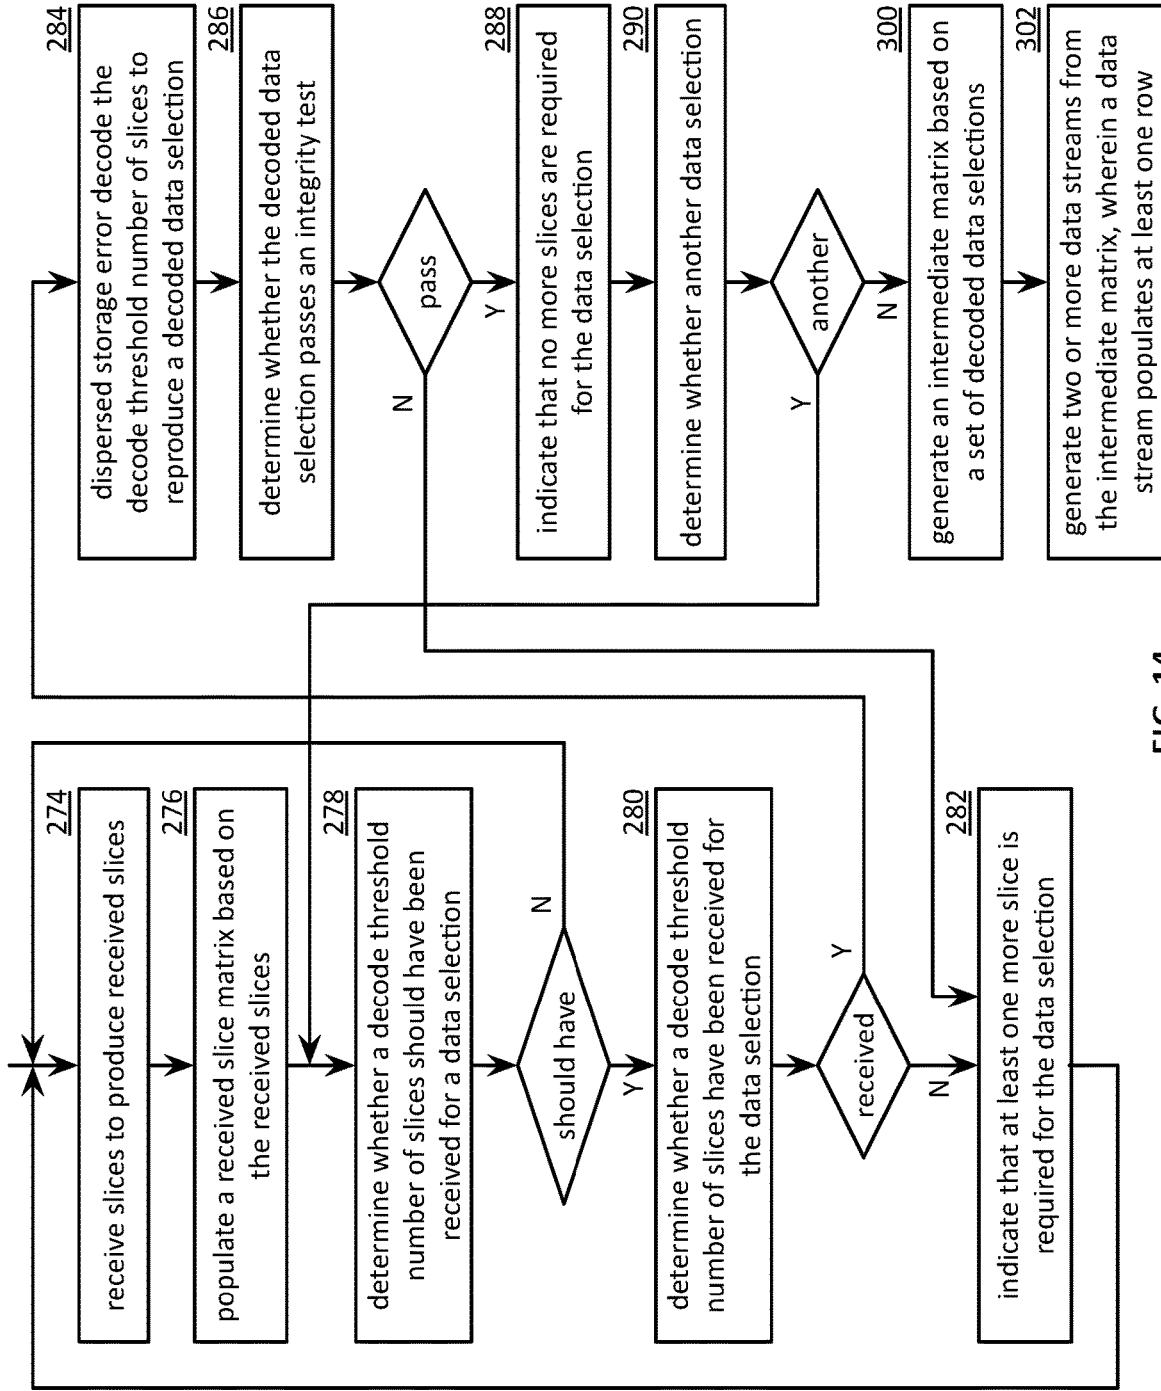 274
receive slices to produce received slices
276
populate a received slice matrix based on
the received slices
278
determine whether a decode threshold
number of slices should have been
received for a data selection
should have
N
Y
280
determine whether a decode threshold
number of slices have been received for
the data selection
received
Y
N
282
indicate that at least one more slice is
required for the data selection
284
dispersed storage error decode the
decode threshold number of slices to
reproduce a decoded data selection
286
determine whether the decoded data
selection passes an integrity test
pass
N
Y
288
indicate that no more slices are required
for the data selection
290
determine whether another data selection
another
Y
N
300
generate an intermediate matrix based on
a set of decoded data selections
302
generate two or more data streams from
the intermediate matrix, wherein a data
stream populates at least one row